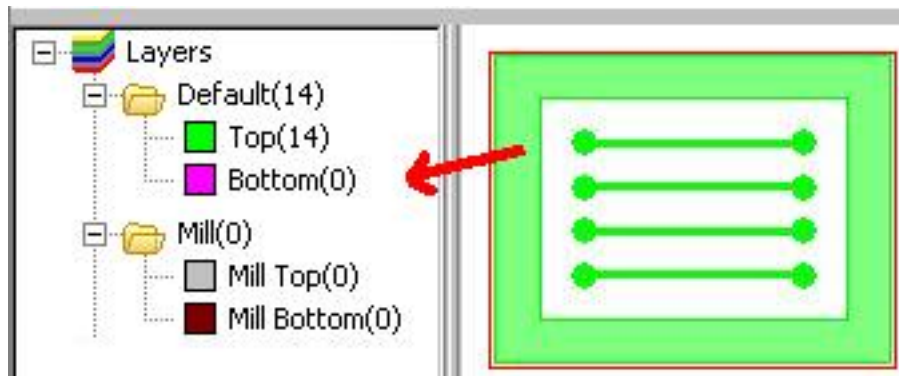 Layers
Default(14)
Top(14)
Bottom(0)
Mill(0)
Mill Top(0)
Mill Bottom(0)